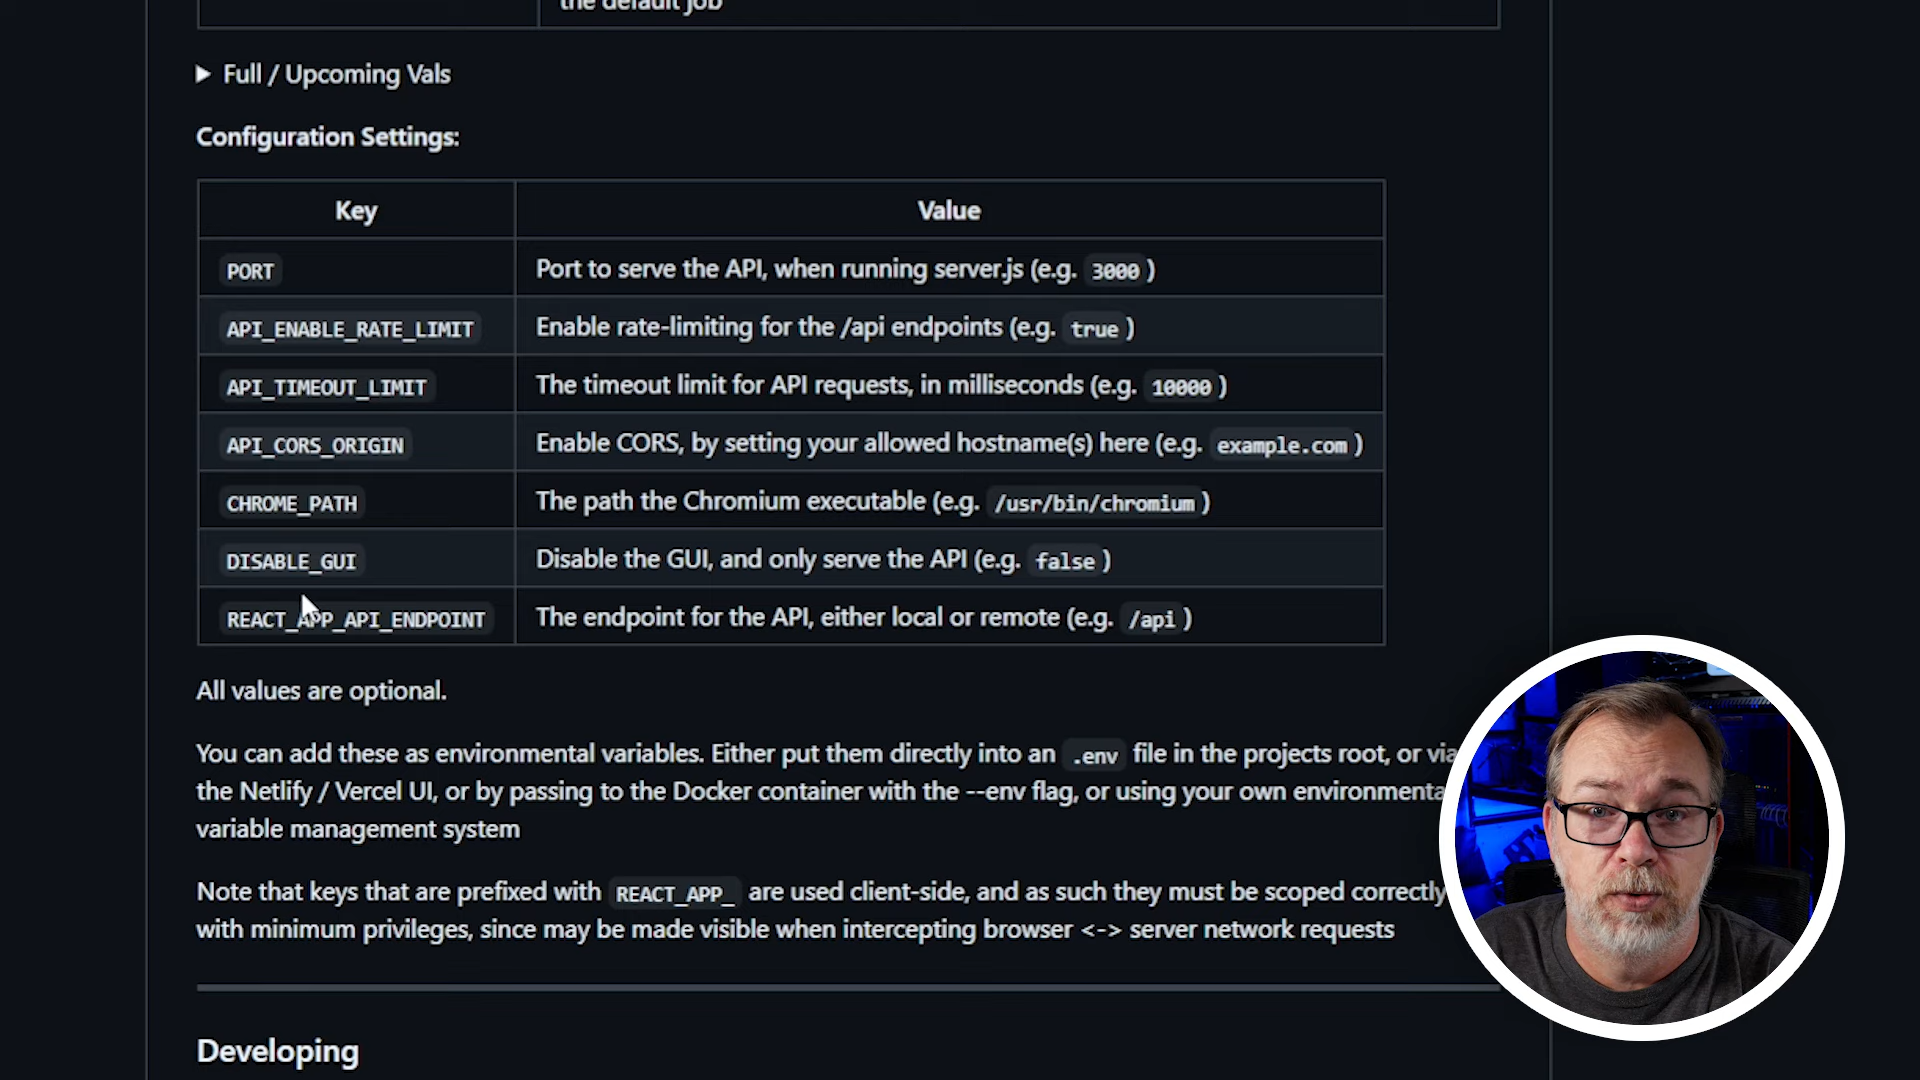 the default job
Full / Upcoming Vals
Configuration Settings:
Key Value
PORT Port to serve the API, when running server.js (e.g. 3000 )
API_ENABLE_RATE_LIMIT Enable rate-limiting for the /api endpoints (e.g. true )
API_TIMEOUT_LIMIT The timeout limit for API requests, in milliseconds (e.g. 10000 )
API_CORS_ORIGIN Enable CORS, by setting your allowed hostname(s) here (e.g. example.com )
CHROME_PATH The path the Chromium executable (e.g. /usr/bin/chromium )
DISABLE_GUI Disable the GUI, and only serve the API (e.g. false )
REACT_APP_API_ENDPOINT The endpoint for the API, either local or remote (e.g. /api )
All values are optional.
You can add these as environmental variables. Either put them directly into an .env file in the projects root, or via
the Netlify / Vercel UI, or by passing to the Docker container with the --env flag, or using your own environmenta
variable management system
Note that keys that are prefixed with REACT_APP_ are used client-side, and as such they must be scoped correctly
with minimum privileges, since may be made visible when intercepting browser <-> server network requests
Developing